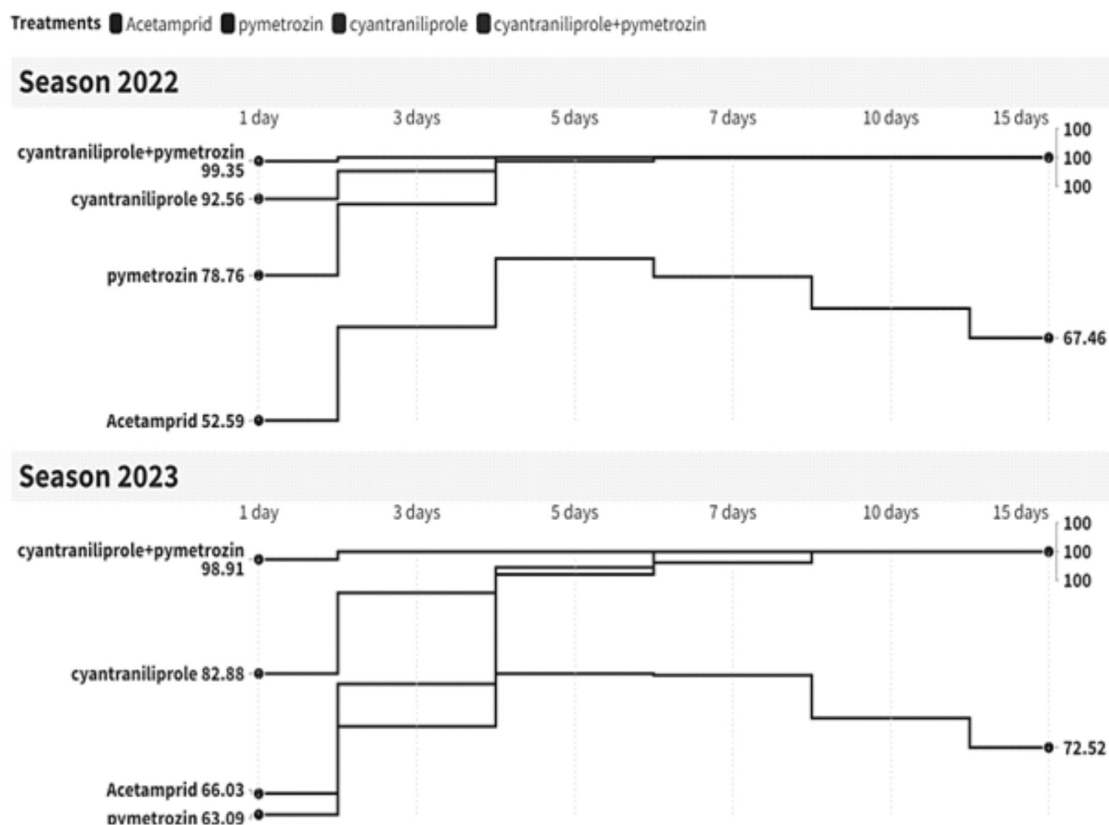 Treatments Acetamprid pymetrozin cyantraniliprole cyantraniliprole+pymetrozin
Season 2022
1 day 3 days 5 days 7 days 10 days 15 days
100
cyantraniliprole+pymetrozin
99.35
100
100
cyantraniliprole 92.56
pymetrozin 78.76
67.46
Acetamprid 52.59
Season 2023
1 day 3 days 5 days 7 days 10 days 15 days
100
cyantraniliprole+pymetrozin
98.91
100
100
cyantraniliprole 82.88
72.52
Acetamprid 66.03
pymetrozin 63.09